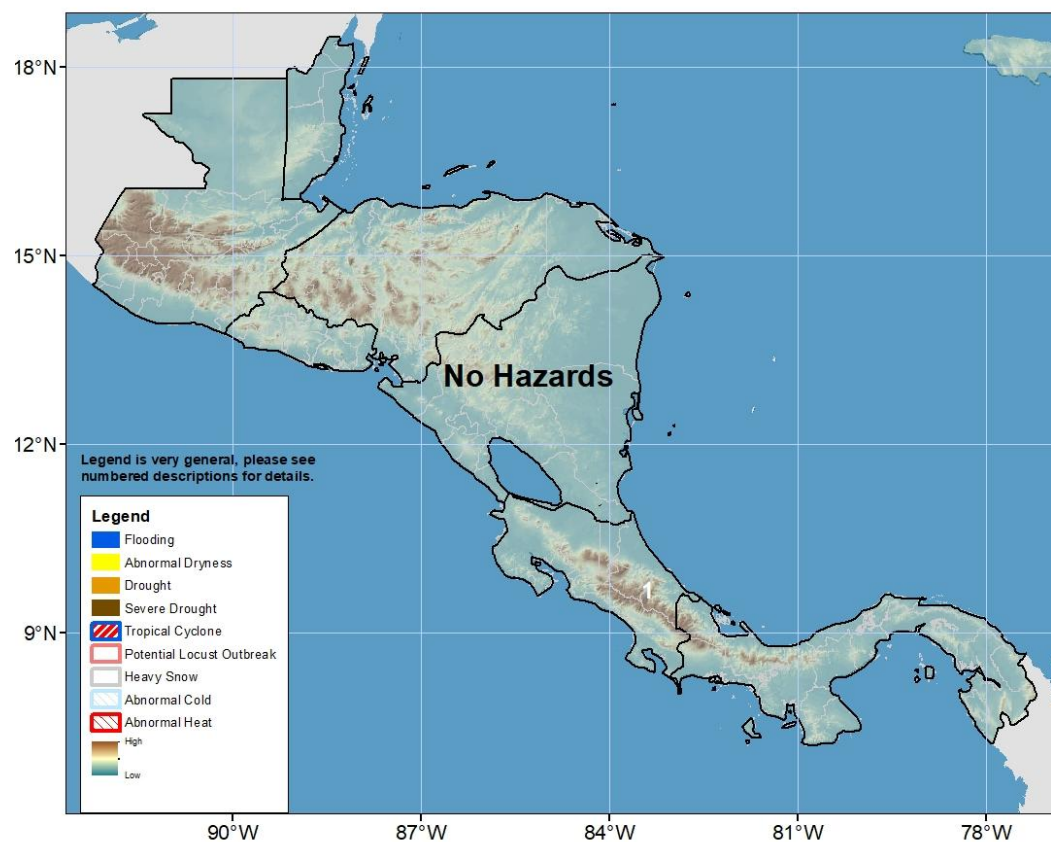 18°N
15°N
No Hazards
12°N
Legend is very general, please see
numbered descriptions for details.
Legend
Flooding
Abnormal Dryness
Drought
Severe Drought
Tropical Cyclone
Potential Locust Outbreak
Heavy Snow
Abnormal Cold
Abnormal Heat
High
Low
1
9°N
90°W 87°W 84°W 81°W 78°W